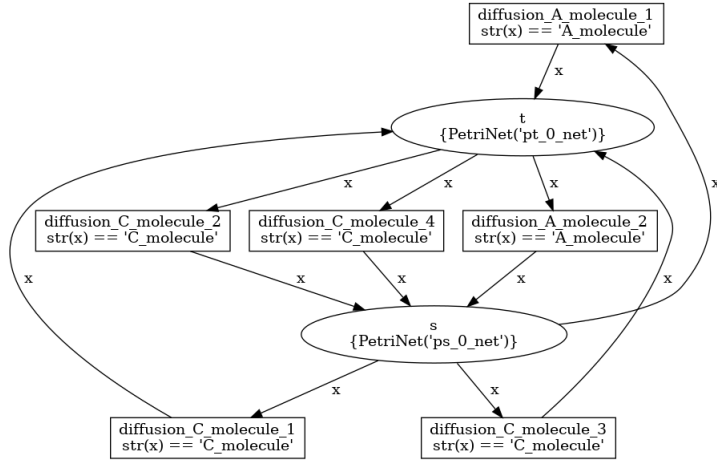 diffusion_A_molecule_1
str(x) == 'A_molecule'
x
t
{PetriNet('pt_0_net')}
x
x
x
x
diffusion_C_molecule_2
str(x) == 'C_molecule'
diffusion_C_molecule_4
str(x) == 'C_molecule'
diffusion_A_molecule_2
str(x) == 'A_molecule'
x
x
x
x
x
s
{PetriNet('ps_0_net')}
x
x
diffusion_C_molecule_1
str(x) == 'C_molecule'
diffusion_C_molecule_3
str(x) == 'C_molecule'